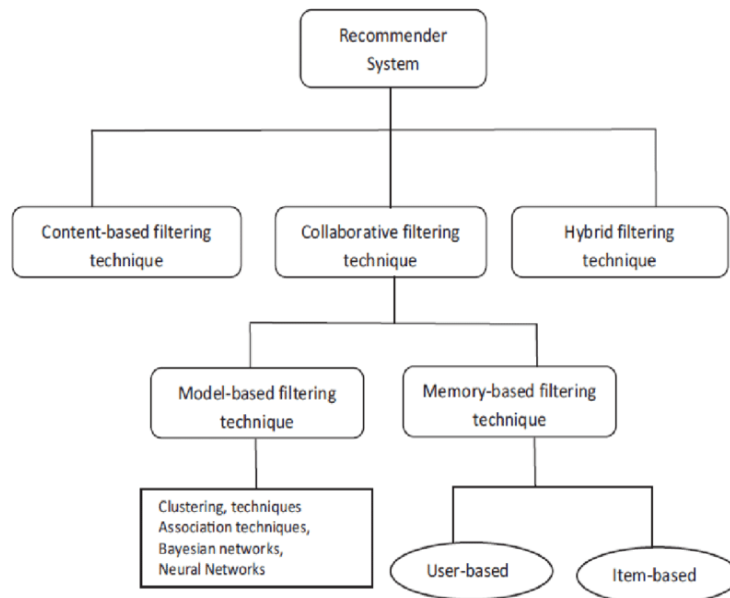 Recommender
System
Content-based filtering
technique
Collaborative filtering
technique
Hybrid filtering
technique
Model-based filtering
technique
Memory-based filtering
technique
Clustering, techniques
Association techniques,
Bayesian networks,
Neural Networks
User-based
Item-based